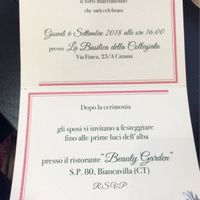 il loro matrimonio
che sarà celebrato
Giovedì 6 Settembre 2018 alle ore 16:00
presso La Basilica della Collegiata
Via Etnea, 23/A Catania
Dopo la cerimonia
gli sposi vi invitano a festeggiare
fino alle prime luci dell'alba
presso il ristorante "Beauty Garden"
S.P. 80, Biancavilla (CT)
R.S.V.P.